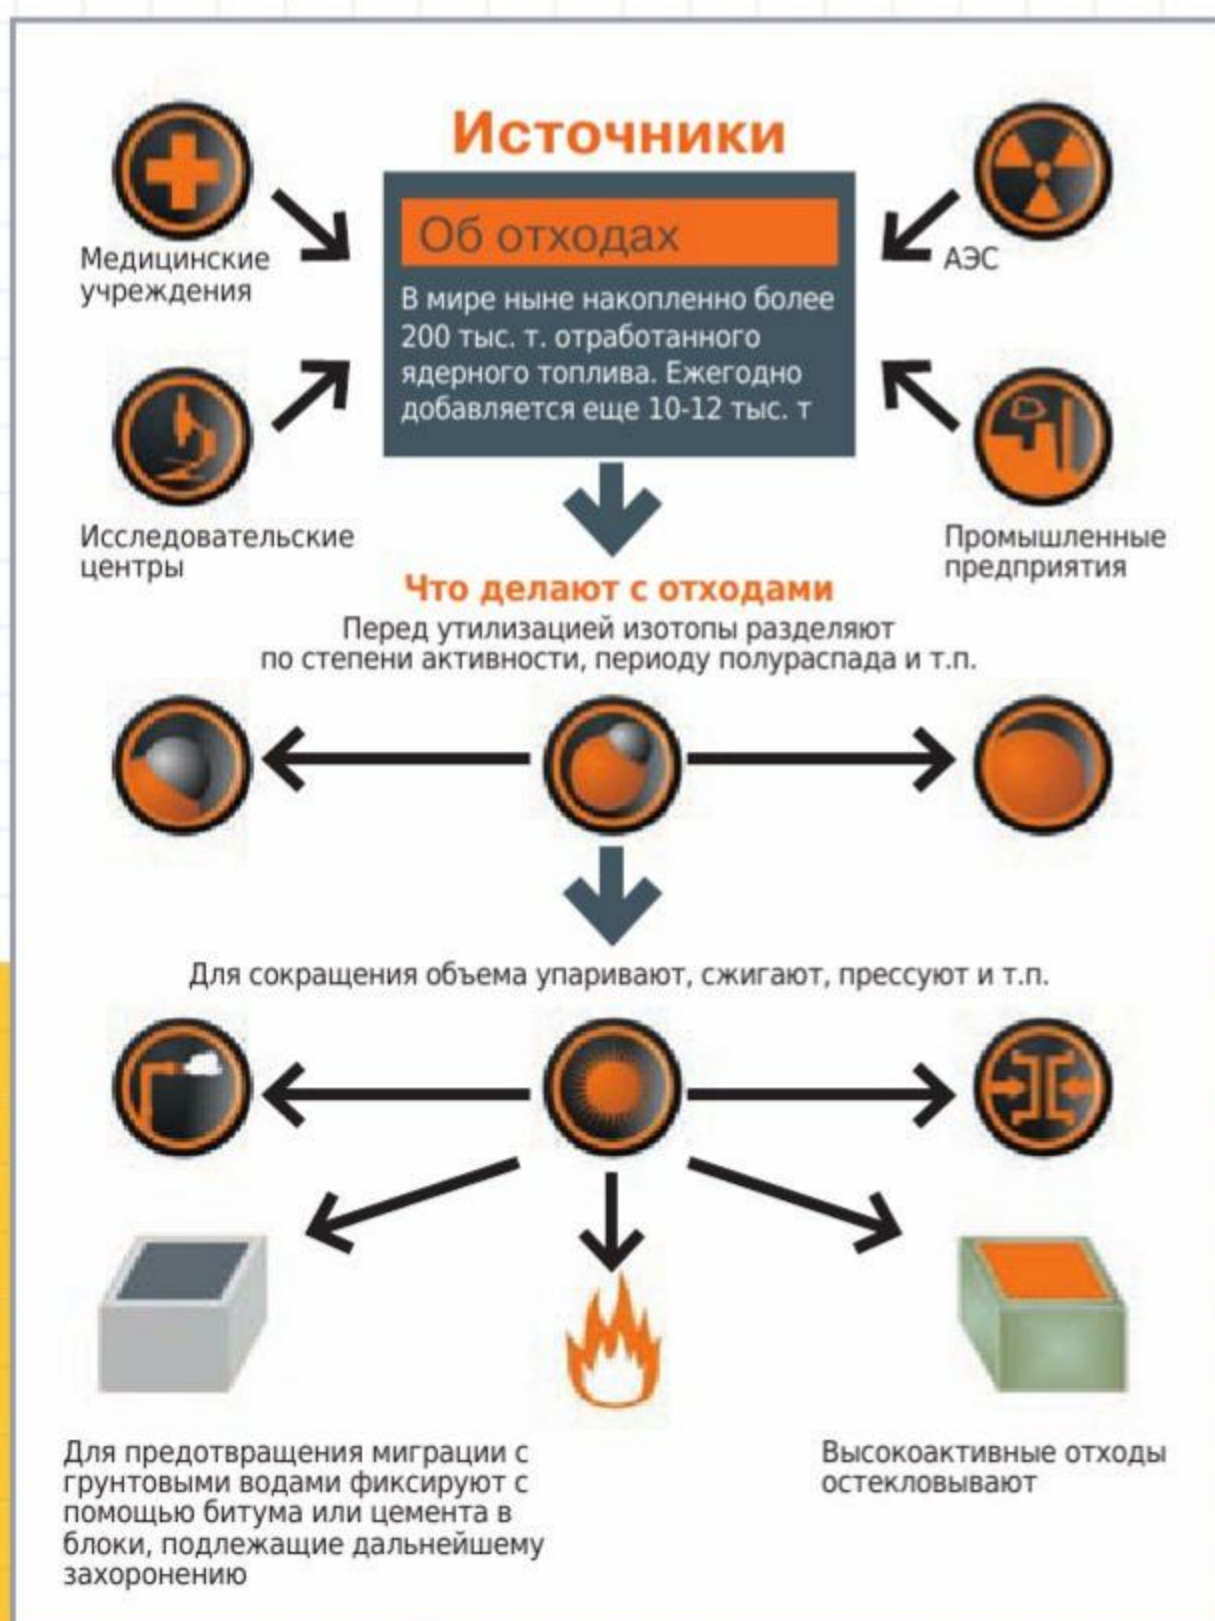 Источники
Медицинские
учреждения
Об отходах
В мире ныне накопленно более
200 тыс. т. отработанного
ядерного топлива. Ежегодно
добавляется еще 10-12 тыс. т
АЭС
Исследовательские
центры
Промышленные
предприятия
Что делают с отходами
Перед утилизацией изотопы разделяют
по степени активности, периоду полураспада и т.п.
Для сокращения объема упаривают, сжигают, прессуют и т.п.
Для предотвращения миграции с
грунтовыми водами фиксируют с
помощью битума или цемента в
блоки, подлежащие дальнейшему
захоронению
Высокоактивные отходы
остекловывают